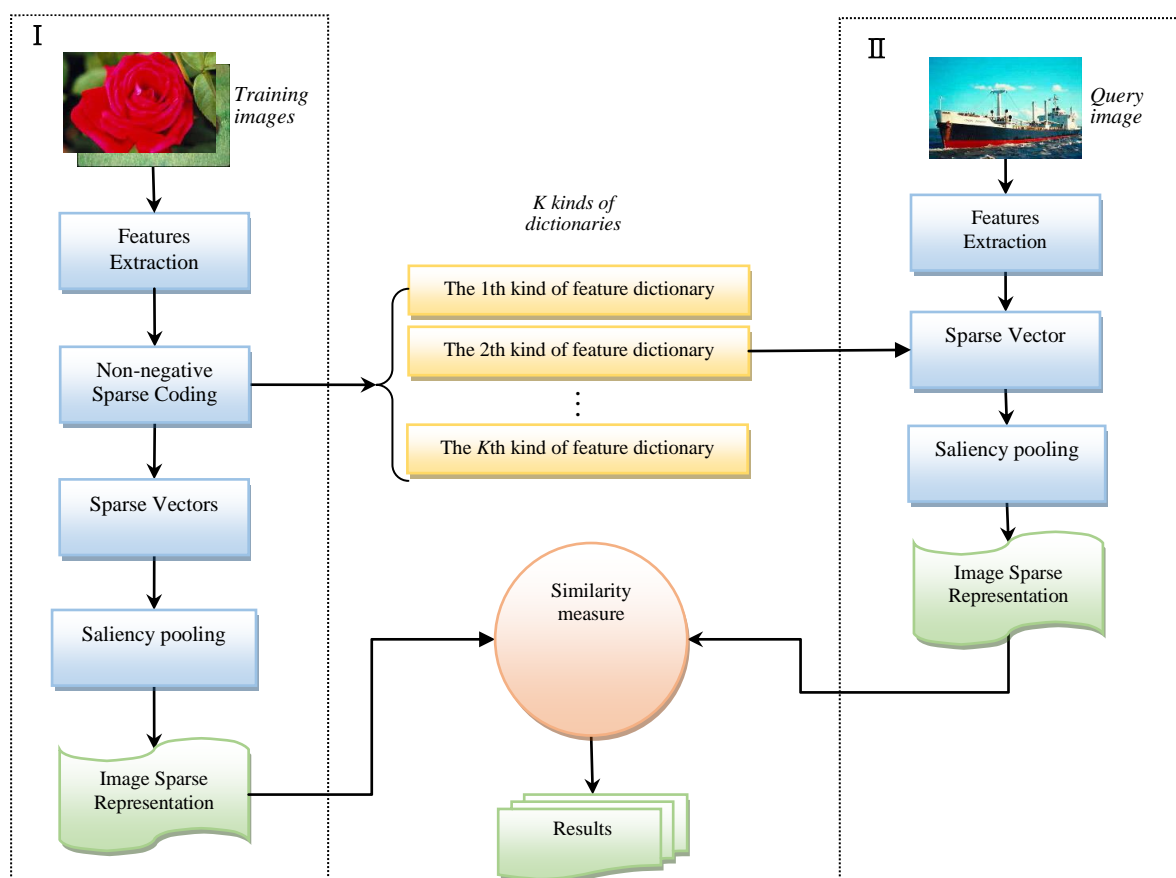 Ⅰ
Training
images
Features
Extraction
Non-negative
Sparse Coding
Sparse Vectors
Saliency pooling
Image Sparse
Representation
K kinds of
dictionaries
The 1th kind of feature dictionary
The 2th kind of feature dictionary
⋮
The Kth kind of feature dictionary
Similarity
measure
Results
Ⅱ
Query
image
Features
Extraction
Sparse Vector
Saliency pooling
Image Sparse
Representation